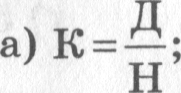 а) К = Д/Н;